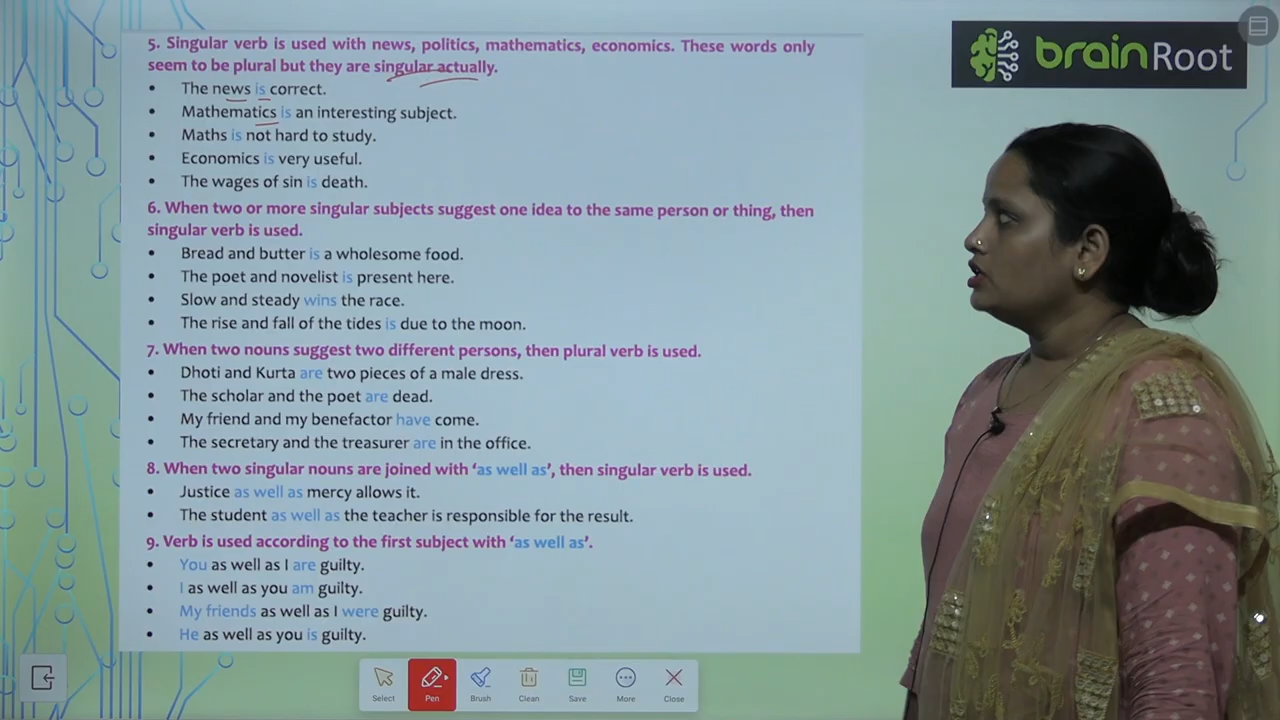 5. Singular verb is used with news, politics, mathematics, economics. These words only
seem to be plural but they are singular actually.
• The news is correct.
• Mathematics is an interesting subject.
• Maths is not hard to study.
• Economics is very useful.
• The wages of sin is death.
6. When two or more singular subjects suggest one idea to the same person or thing, then
singular verb is used.
• Bread and butter is a wholesome food.
• The poet and novelist is present here.
• Slow and steady wins the race.
• The rise and fall of the tides is due to the moon.
7. When two nouns suggest two different persons, then plural verb is used.
• Dhoti and Kurta are two pieces of a male dress.
• The scholar and the poet are dead.
• My friend and my benefactor have come.
• The secretary and the treasurer are in the office.
8. When two singular nouns are joined with ‘as well as’, then singular verb is used.
• Justice as well as mercy allows it.
• The student as well as the teacher is responsible for the result.
9. Verb is used according to the first subject with ‘as well as’.
• You as well as I are guilty.
• I as well as you am guilty.
• My friends as well as I were guilty.
• He as well as you is guilty.
brainRoot
Select Pen Brush Clean Save More Close